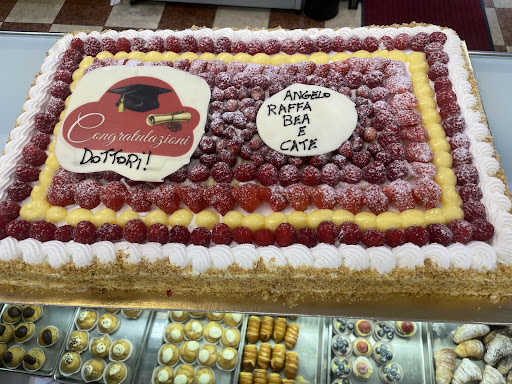 Congratulazioni
DOTTORI!
ANGELO
RAFFA
BEA
E
CATE